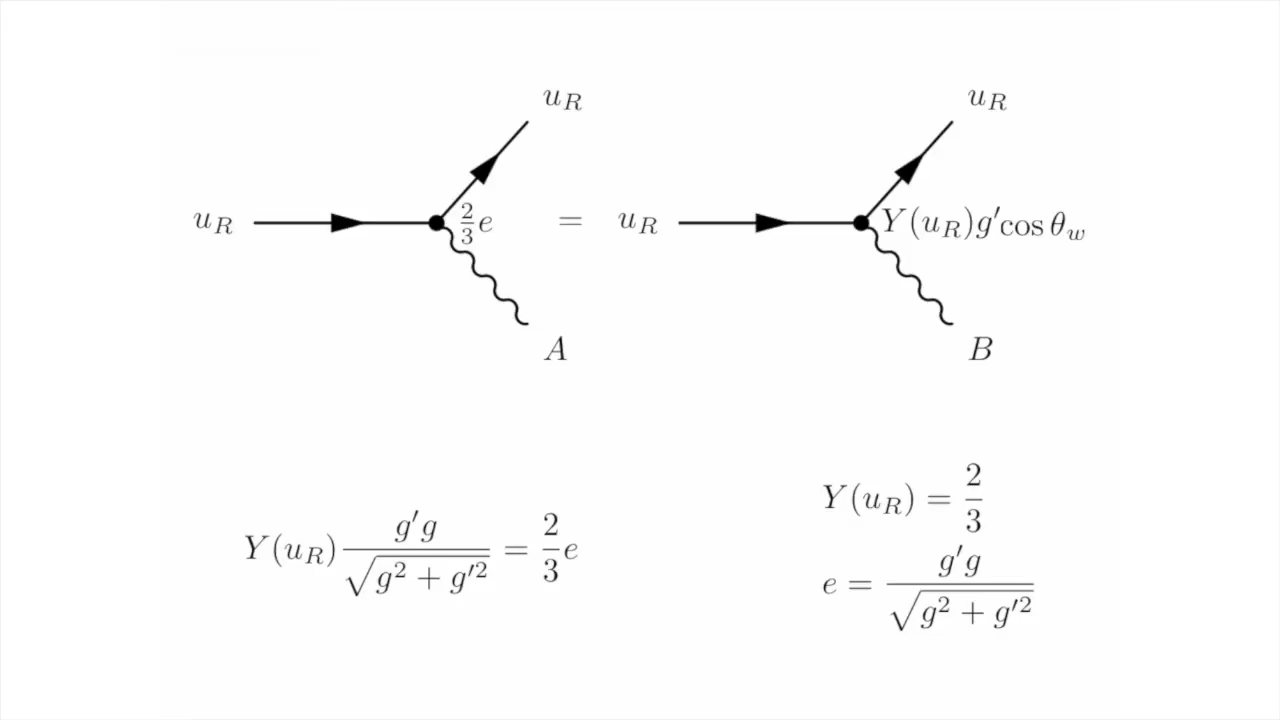 u_R u_R
u_R 2/3 e = u_R Y(u_R)g′cos θ_w
A B
Y(u_R) g′g/√(g² + g′²) = 2/3 e
Y(u_R) = 2/3
e = g′g/√(g² + g′²)